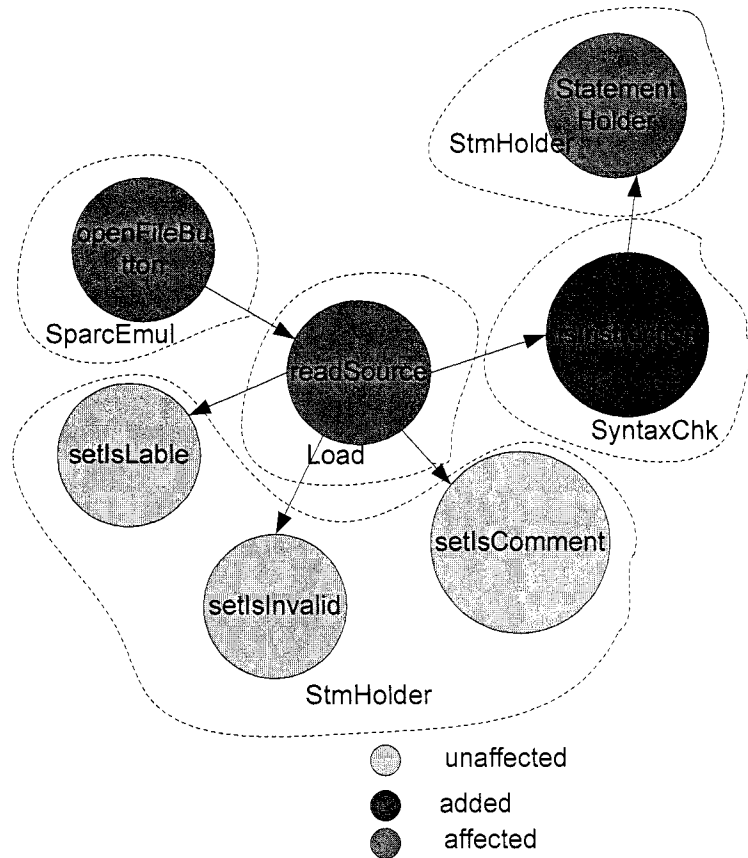 Statement
Holder
StmHolder
openFileBu
tton
SparcEmul
readSource
Load
SyntaxChk
setIsLable
setIsComment
setIsInvalid
StmHolder
unaffected
added
affected